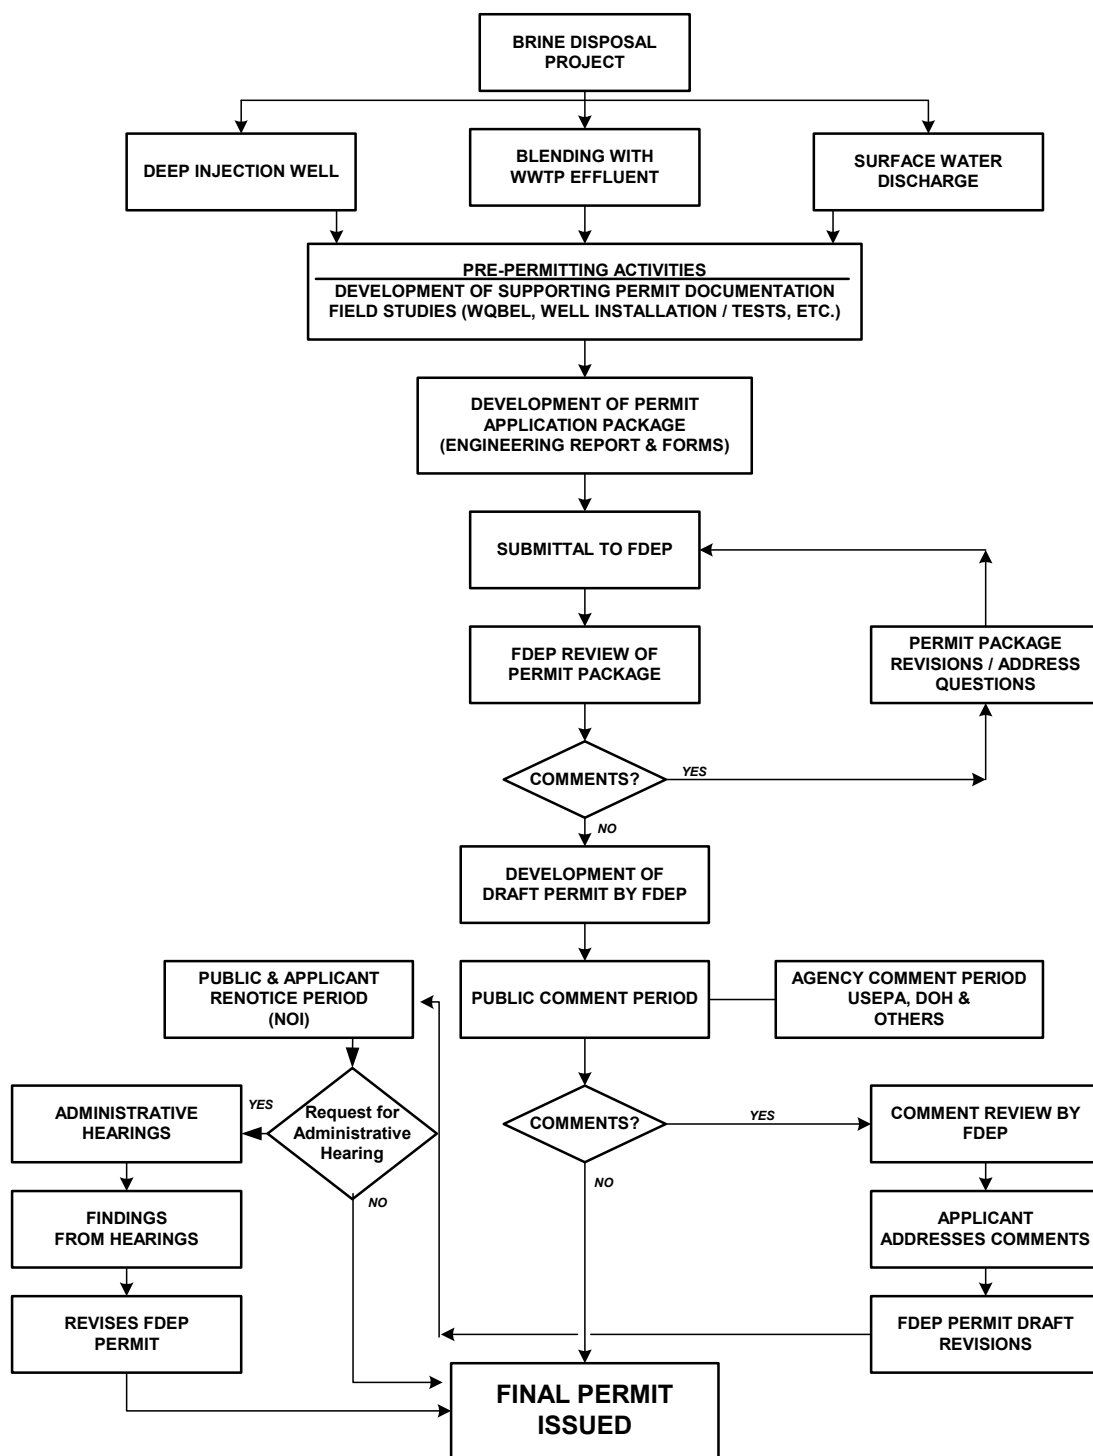 BRINE DISPOSAL
PROJECT
DEEP INJECTION WELL
BLENDING WITH
WWTP EFFLUENT
SURFACE WATER
DISCHARGE
PRE-PERMITTING ACTIVITIES
DEVELOPMENT OF SUPPORTING PERMIT DOCUMENTATION
FIELD STUDIES (WQBEL, WELL INSTALLATION / TESTS, ETC.)
DEVELOPMENT OF PERMIT
APPLICATION PACKAGE
(ENGINEERING REPORT & FORMS)
SUBMITTAL TO FDEP
FDEP REVIEW OF
PERMIT PACKAGE
PERMIT PACKAGE
REVISIONS / ADDRESS
QUESTIONS
COMMENTS?
YES
NO
DEVELOPMENT OF
DRAFT PERMIT BY FDEP
PUBLIC & APPLICANT
RENOTICE PERIOD
(NOI)
PUBLIC COMMENT PERIOD
AGENCY COMMENT PERIOD
USEPA, DOH &
OTHERS
ADMINISTRATIVE
HEARINGS
YES
Request for
Administrative
Hearing
NO
COMMENTS?
YES
NO
COMMENT REVIEW BY
FDEP
FINDINGS
FROM HEARINGS
APPLICANT
ADDRESSES COMMENTS
REVISES FDEP
PERMIT
FDEP PERMIT DRAFT
REVISIONS
FINAL PERMIT
ISSUED